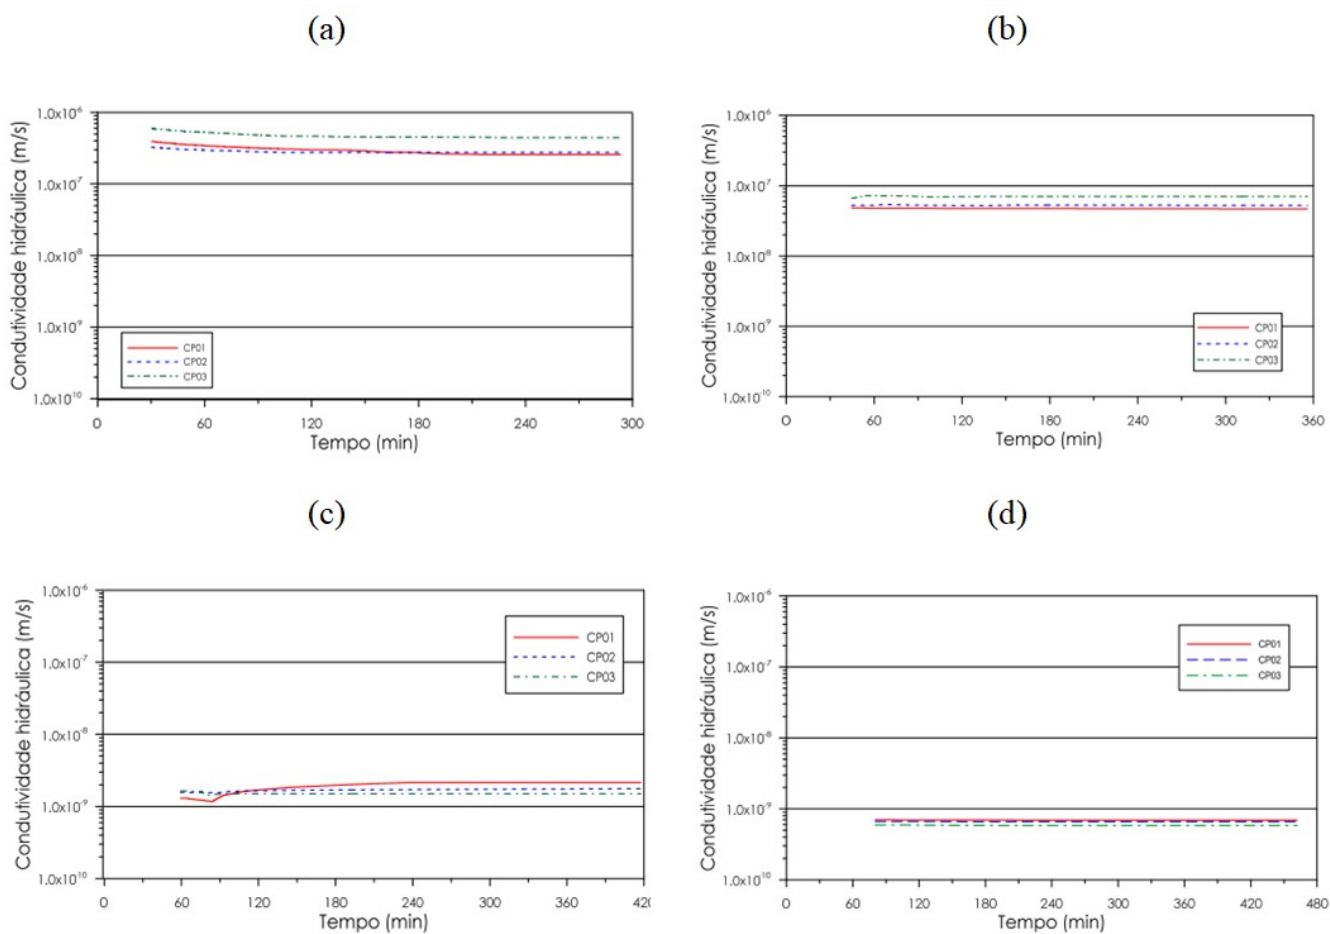 (a)
Condutividade hidráulica (m/s)
1.0x10⁻⁶
1.0x10⁻⁷
1.0x10⁻⁸
1.0x10⁻⁹
1.0x10⁻¹⁰
CP01
CP02
CP03
0 60 120 180 240 300
Tempo (min)
(b)
Condutividade hidráulica (m/s)
1.0x10⁻⁶
1.0x10⁻⁷
1.0x10⁻⁸
1.0x10⁻⁹
1.0x10⁻¹⁰
CP01
CP02
CP03
0 60 120 180 240 300 360
Tempo (min)
(c)
Condutividade hidráulica (m/s)
1.0x10⁻⁶
1.0x10⁻⁷
1.0x10⁻⁸
1.0x10⁻⁹
1.0x10⁻¹⁰
CP01
CP02
CP03
0 60 120 180 240 300 360 420
Tempo (min)
(d)
Condutividade hidráulica (m/s)
1.0x10⁻⁶
1.0x10⁻⁷
1.0x10⁻⁸
1.0x10⁻⁹
1.0x10⁻¹⁰
CP01
CP02
CP03
0 60 120 180 240 300 360 420 480
Tempo (min)